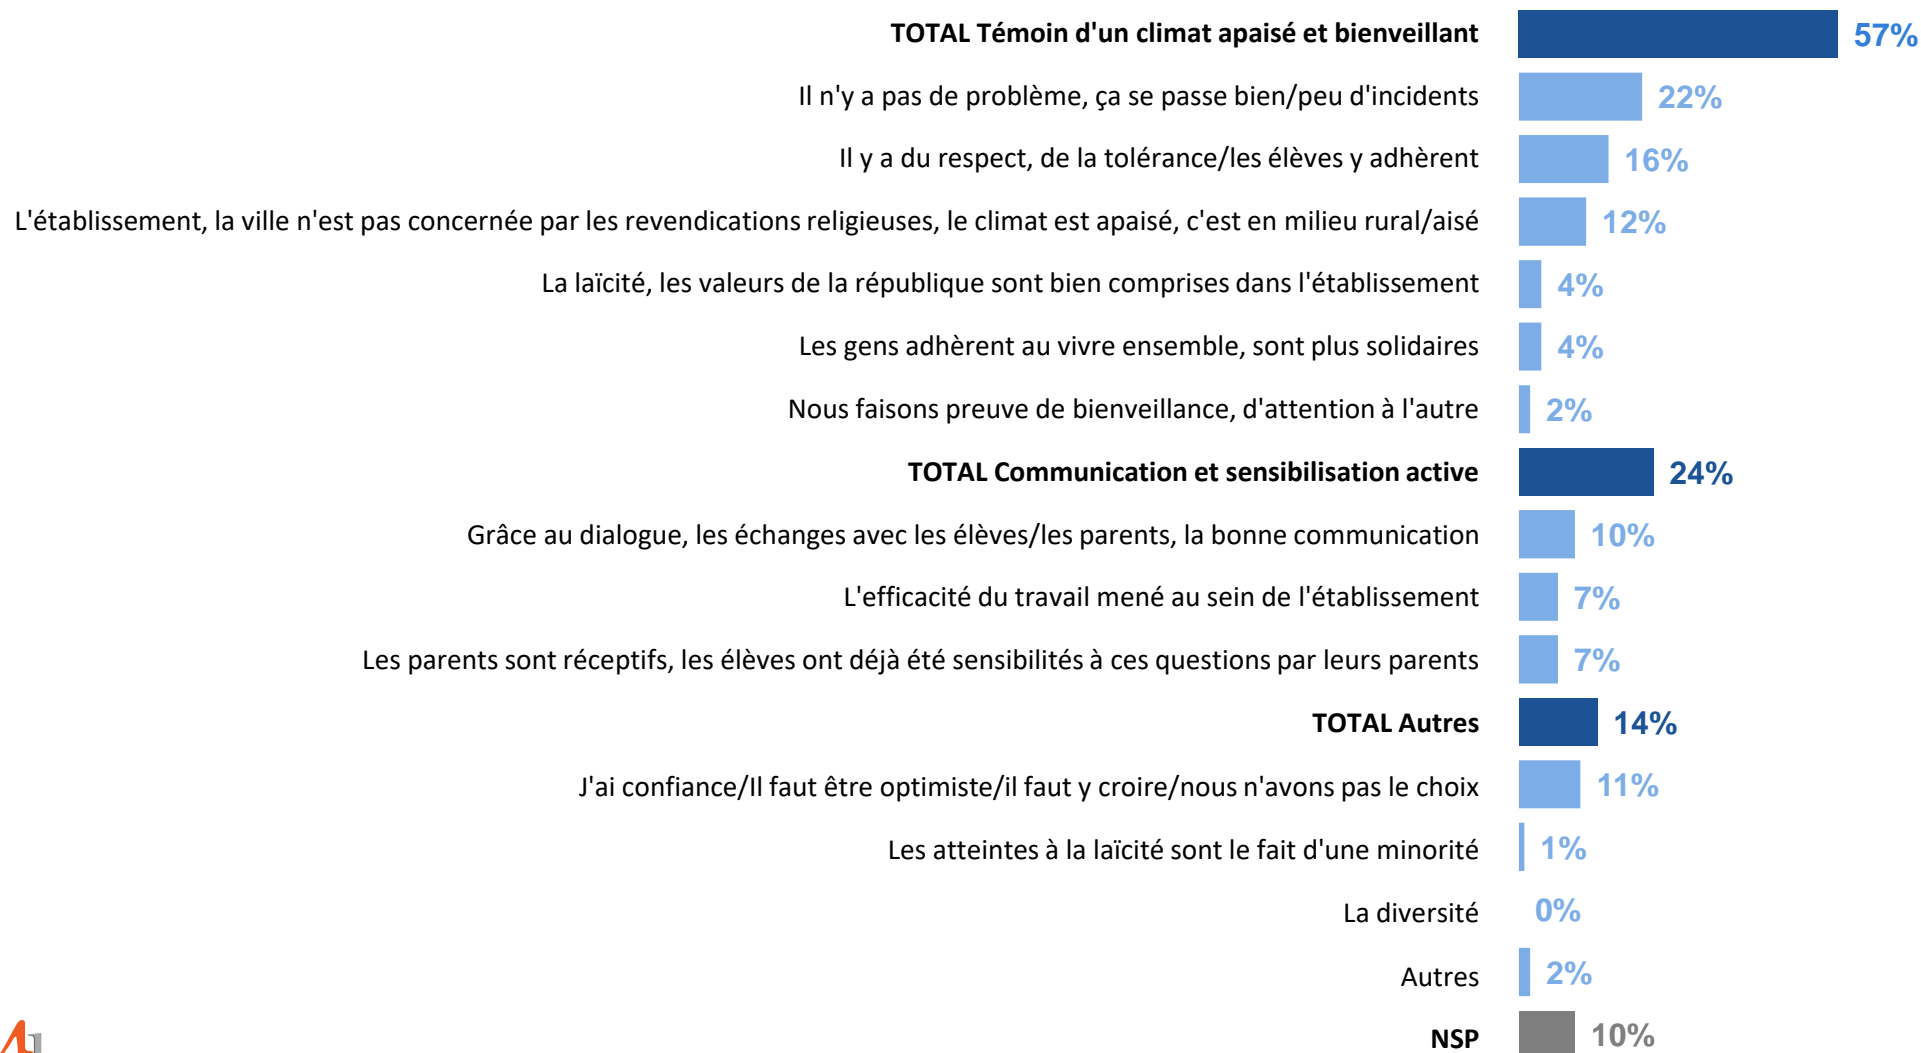 TOTAL Témoin d'un climat apaisé et bienveillant 57%
Il n'y a pas de problème, ça se passe bien/peu d'incidents 22%
Il y a du respect, de la tolérance/les élèves y adhèrent 16%
L'établissement, la ville n'est pas concernée par les revendications religieuses, le climat est apaisé, c'est en milieu rural/aisé 12%
La laïcité, les valeurs de la république sont bien comprises dans l'établissement 4%
Les gens adhèrent au vivre ensemble, sont plus solidaires 4%
Nous faisons preuve de bienveillance, d'attention à l'autre 2%
TOTAL Communication et sensibilisation active 24%
Grâce au dialogue, les échanges avec les élèves/les parents, la bonne communication 10%
L'efficacité du travail mené au sein de l'établissement 7%
Les parents sont réceptifs, les élèves ont déjà été sensibilités à ces questions par leurs parents 7%
TOTAL Autres 14%
J'ai confiance/Il faut être optimiste/il faut y croire/nous n'avons pas le choix 11%
Les atteintes à la laïcité sont le fait d'une minorité 1%
La diversité 0%
Autres 2%
NSP 10%